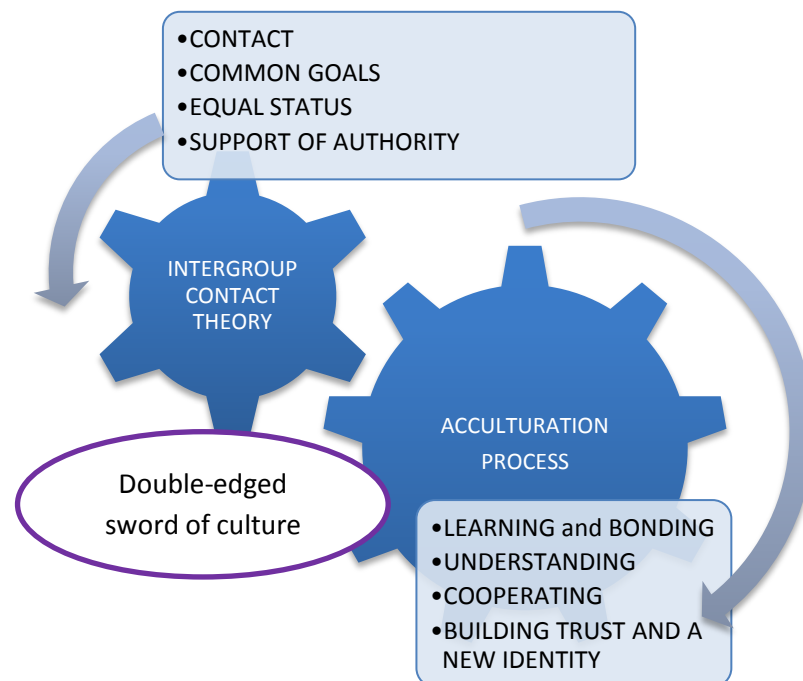 •CONTACT
•COMMON GOALS
•EQUAL STATUS
•SUPPORT OF AUTHORITY
INTERGROUP
CONTACT
THEORY
ACCULTURATION
PROCESS
Double-edged
sword of culture
•LEARNING and BONDING
•UNDERSTANDING
•COOPERATING
•BUILDING TRUST AND A
NEW IDENTITY